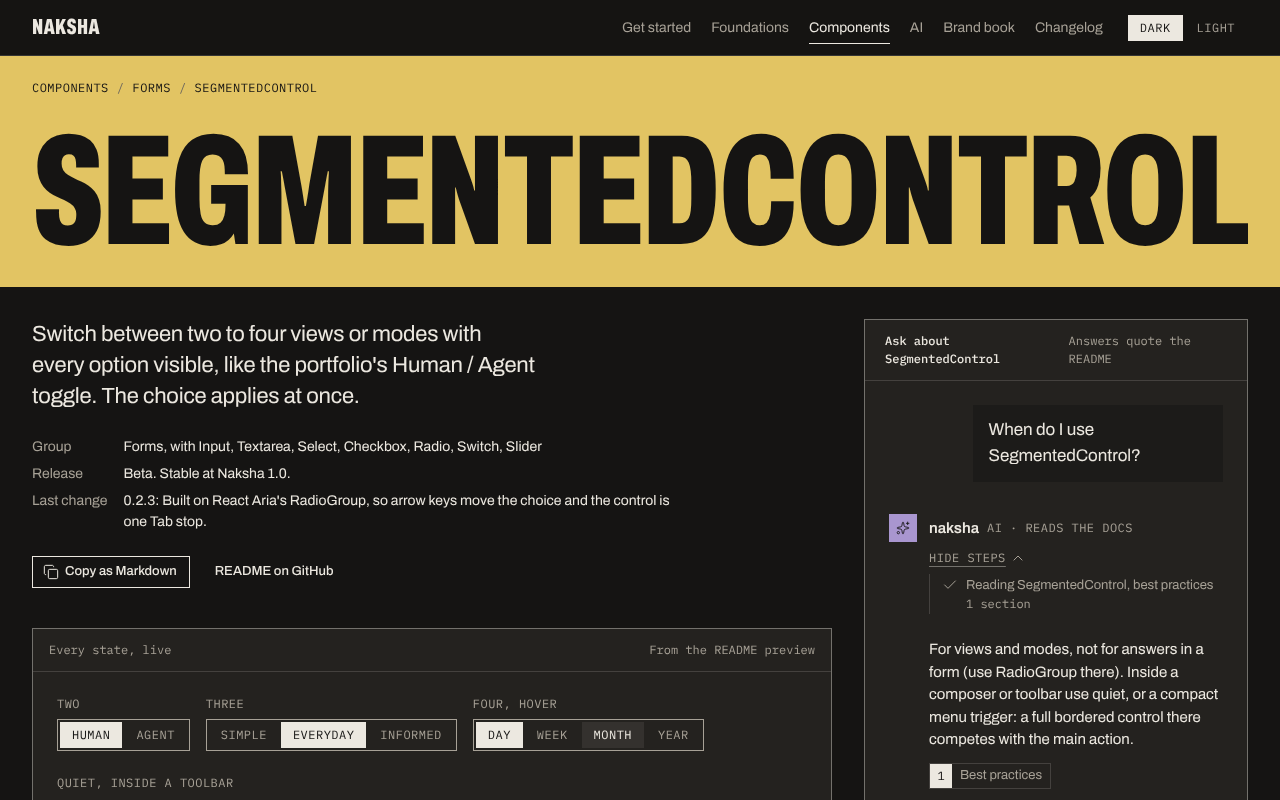 NAKSHA
Get started Foundations Components AI Brand book Changelog DARK LIGHT
COMPONENTS / FORMS / SEGMENTEDCONTROL
SEGMENTEDCONTROL
Switch between two to four views or modes with
every option visible, like the portfolio's Human / Agent
toggle. The choice applies at once.
Group Forms, with Input, Textarea, Select, Checkbox, Radio, Switch, Slider
Release Beta. Stable at Naksha 1.0.
Last change 0.2.3: Built on React Aria's RadioGroup, so arrow keys move the choice and the control is
one Tab stop.
Copy as Markdown README on GitHub
Every state, live From the README preview
TWO THREE FOUR, HOVER
HUMAN AGENT SIMPLE EVERYDAY INFORMED DAY WEEK MONTH YEAR
QUIET, INSIDE A TOOLBAR
Ask about
SegmentedControl
Answers quote the
README
When do I use
SegmentedControl?
naksha AI · READS THE DOCS
HIDE STEPS
Reading SegmentedControl, best practices
1 section
For views and modes, not for answers in a
form (use RadioGroup there). Inside a
composer or toolbar use quiet, or a compact
menu trigger: a full bordered control there
competes with the main action.
1 Best practices